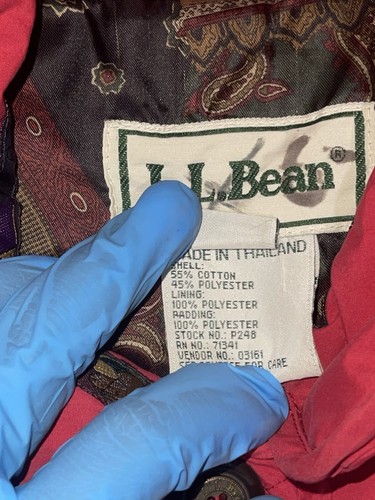 L.L.Bean®
MADE IN THAILAND
SHELL:
55% COTTON
45% POLYESTER
LINING:
100% POLYESTER
PADDING:
100% POLYESTER
STOCK NO.: P248
RN NO.: 71341
VENDOR NO.: 03161
SEE REVERSE FOR CARE